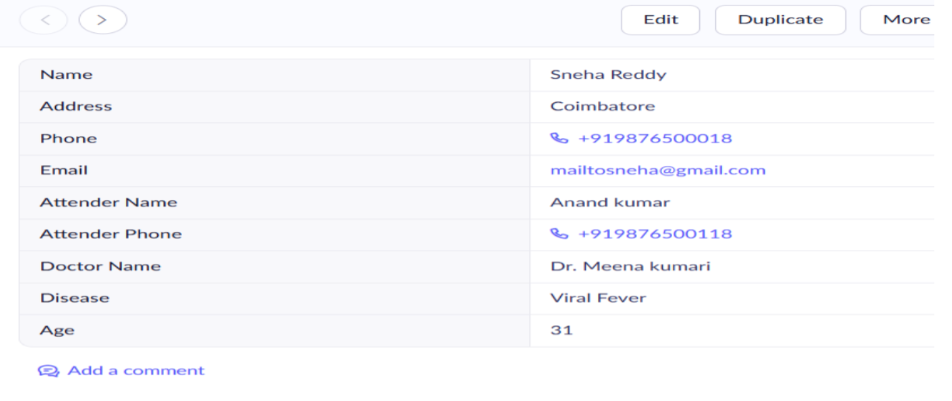 < > Edit Duplicate More
Name Sneha Reddy
Address Coimbatore
Phone +919876500018
Email mailtosneha@gmail.com
Attender Name Anand kumar
Attender Phone +919876500118
Doctor Name Dr. Meena kumari
Disease Viral Fever
Age 31
Add a comment